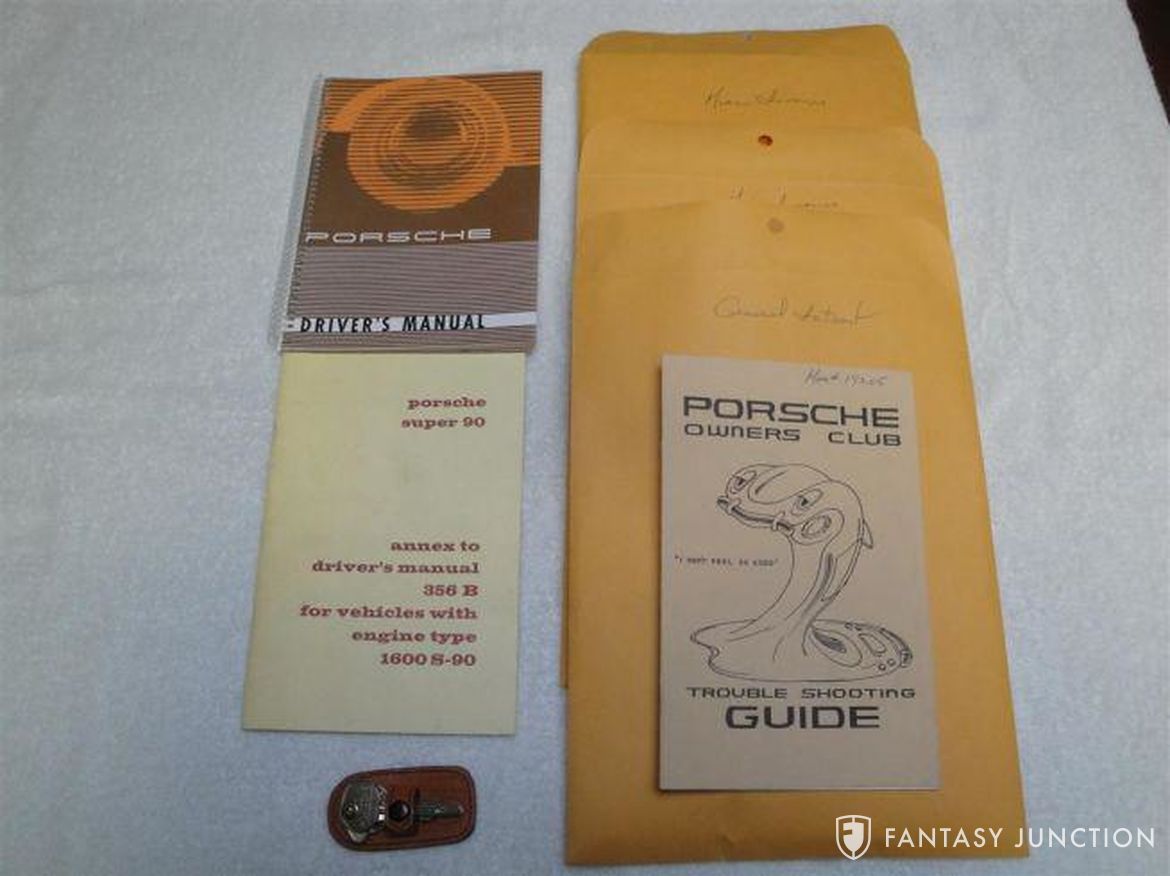 PORSCHE
DRIVER'S MANUAL
porsche
super 90
annex to
driver's manual
356 B
for vehicles with
engine type
1600 S-90
General
PORSCHE
OWNERS CLUB
TROUBLE SHOOTING
GUIDE
FANTASY JUNCTION